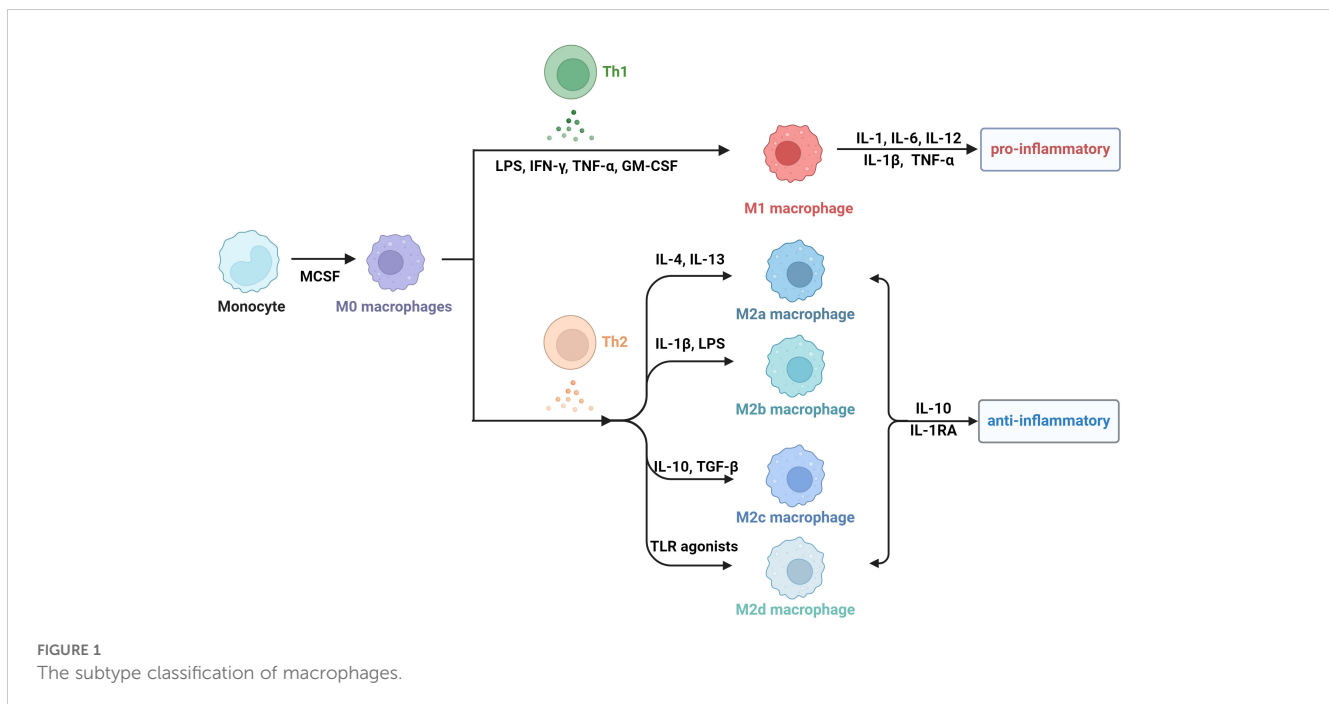 Th1
LPS, IFN-γ, TNF-α, GM-CSF
M1 macrophage
IL-1, IL-6, IL-12
IL-1β, TNF-α
pro-inflammatory
Monocyte
MCSF
M0 macrophages
Th2
IL-4, IL-13
M2a macrophage
IL-1β, LPS
M2b macrophage
IL-10, TGF-β
M2c macrophage
TLR agonists
M2d macrophage
IL-10
IL-1RA
anti-inflammatory
FIGURE 1
The subtype classification of macrophages.